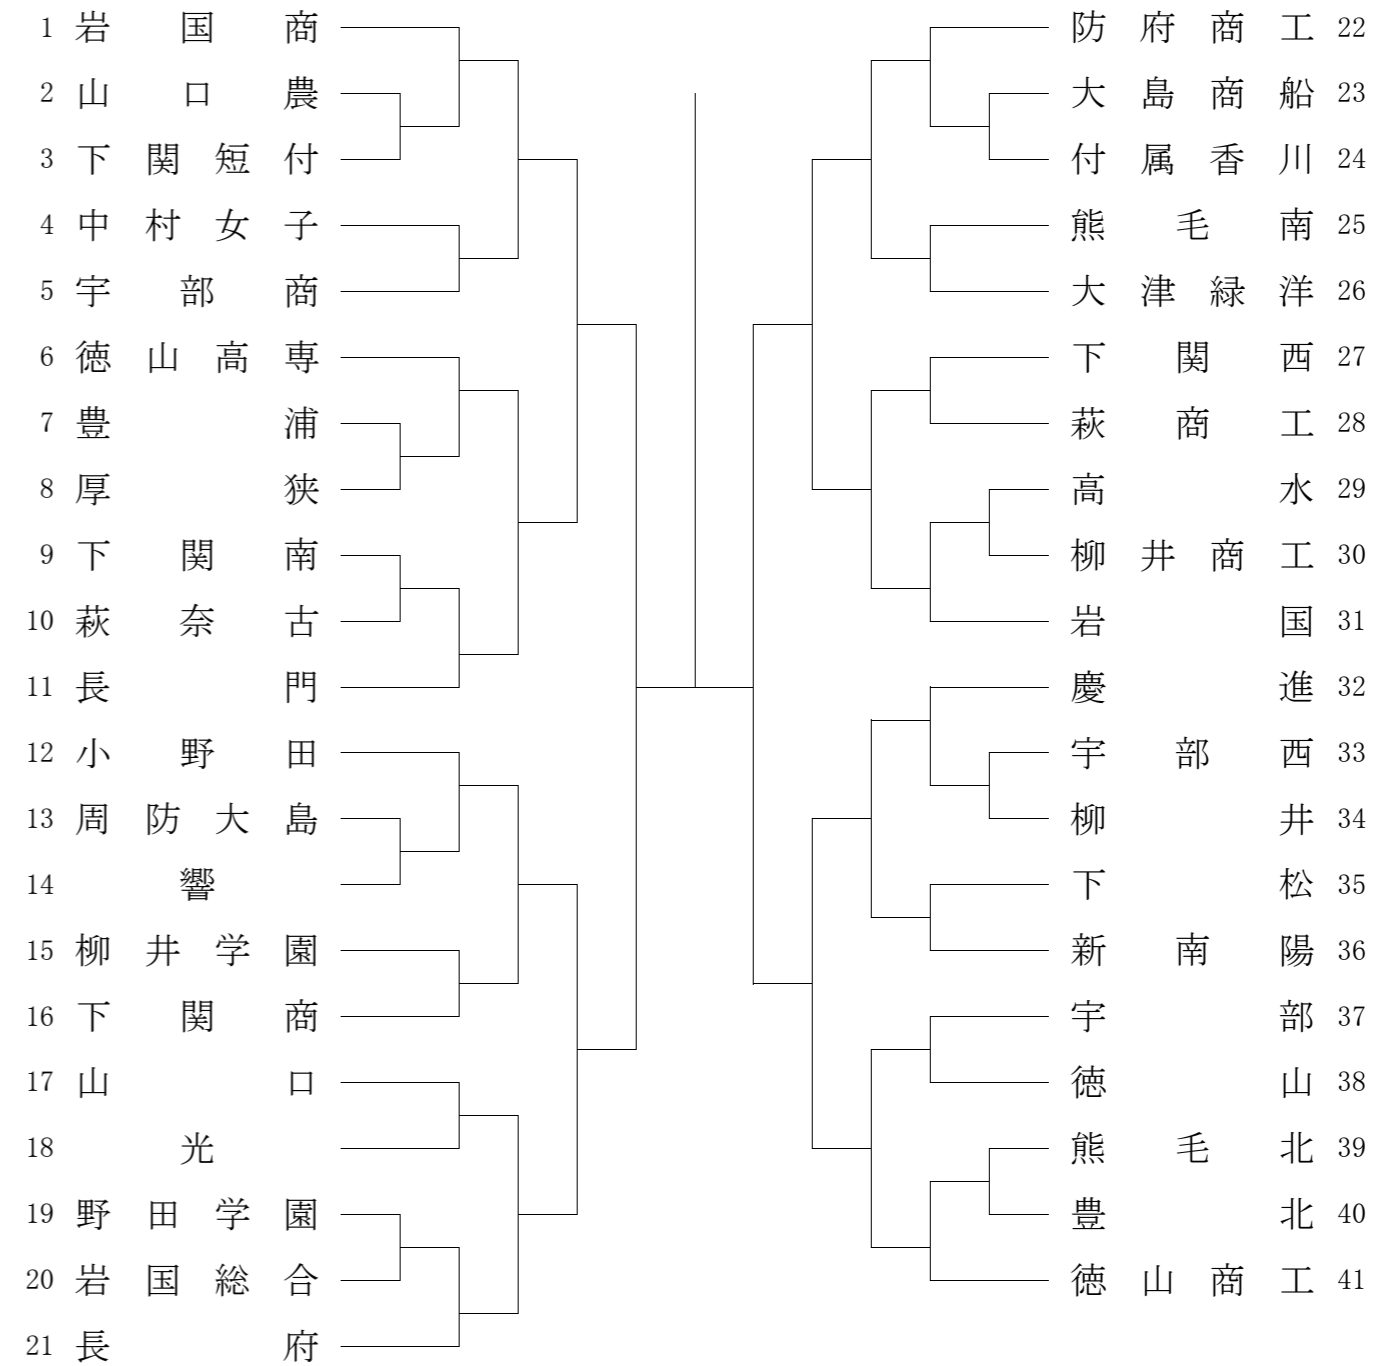 1 岩国商
2 山口農
3 下関短付
4 中村女子
5 宇部商
6 徳山高専
7 豊浦
8 厚狭
9 下関南
10 萩奈古
11 長門
12 小野田
13 周防大島
14 響
15 柳井学園
16 下関商
17 山口
18 光
19 野田学園
20 岩国総合
21 長府
防府商工 22
大島商船 23
付属香川 24
熊毛南 25
大津緑洋 26
下関西 27
萩商工 28
高水 29
柳井商工 30
岩国 31
慶進 32
宇部西 33
柳井 34
下松 35
新南陽 36
宇部 37
徳山 38
熊毛北 39
豊北 40
徳山商工 41